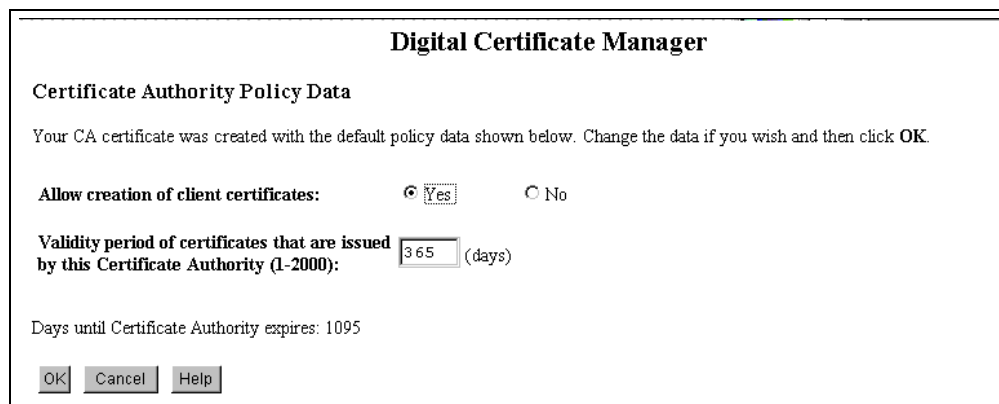 Digital Certificate Manager
Certificate Authority Policy Data
Your CA certificate was created with the default policy data shown below. Change the data if you wish and then click OK.
Allow creation of client certificates: Yes No
Validity period of certificates that are issued
by this Certificate Authority (1-2000): 365 (days)
Days until Certificate Authority expires: 1095
OK Cancel Help